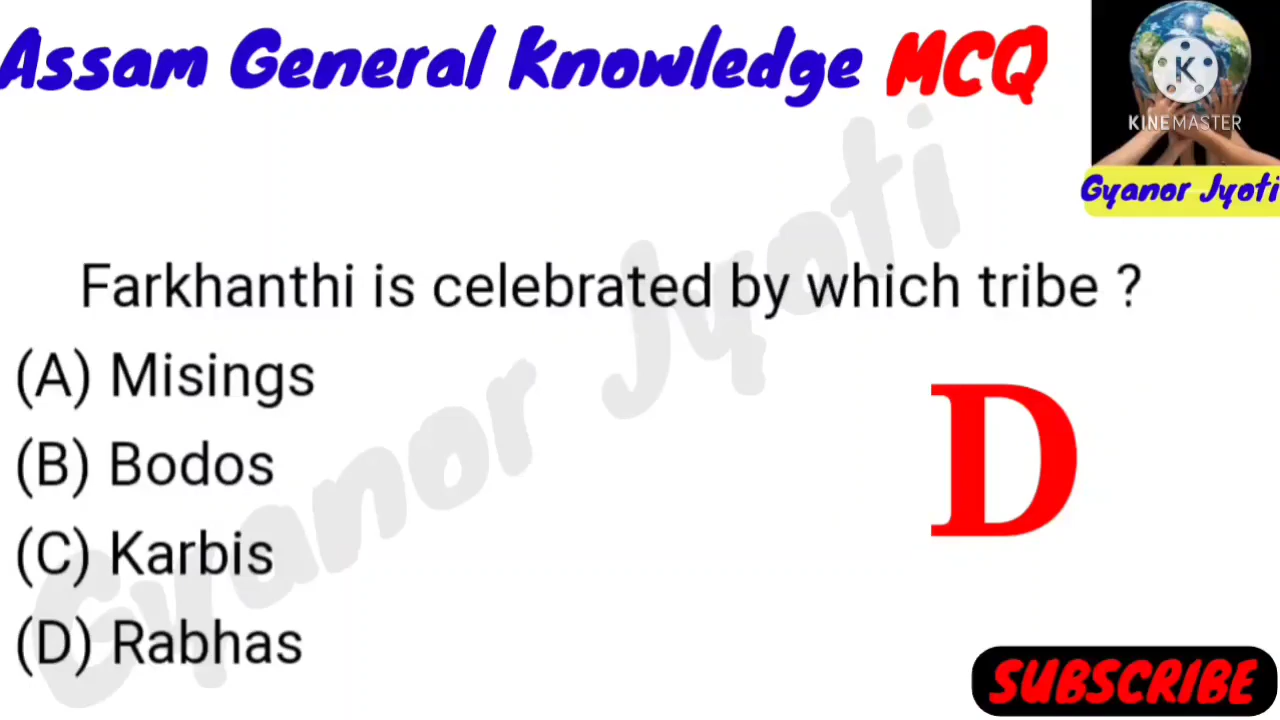 Assam General Knowledge MCQ
K
KINEMASTER
Gyanor Jyoti
Farkhanthi is celebrated by which tribe ?
(A) Misings
(B) Bodos
(C) Karbis
(D) Rabhas
D
Gyanor Jyoti
SUBSCRIBE